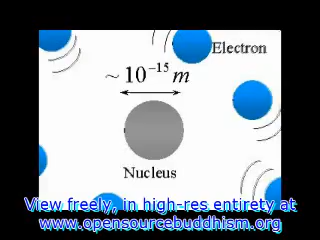 Electron
~ 10⁻¹⁵ m
Nucleus
View freely, in high-res entirety at
www.opensourcebuddhism.org